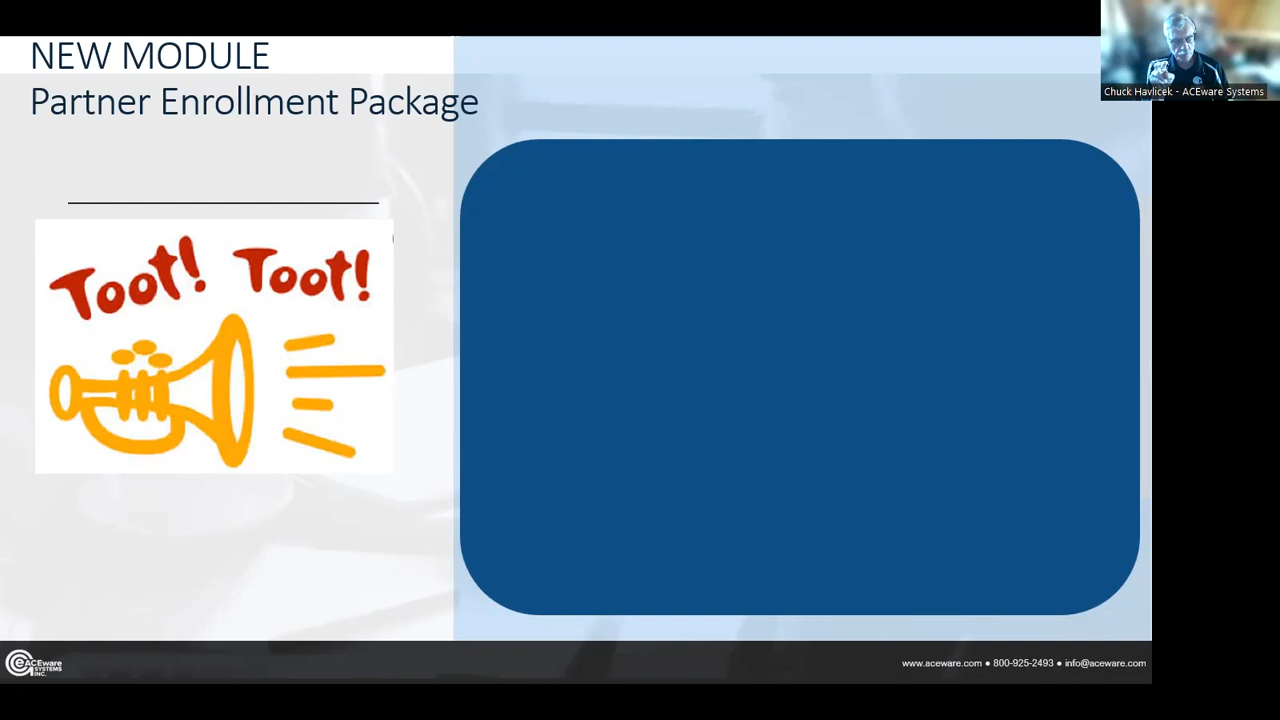 NEW MODULE
Partner Enrollment Package
Chuck Havlicek - ACEware Systems
Toot! Toot!
ACEware
SYSTEMS
INC.
www.aceware.com ● 800-925-2493 ● info@aceware.com